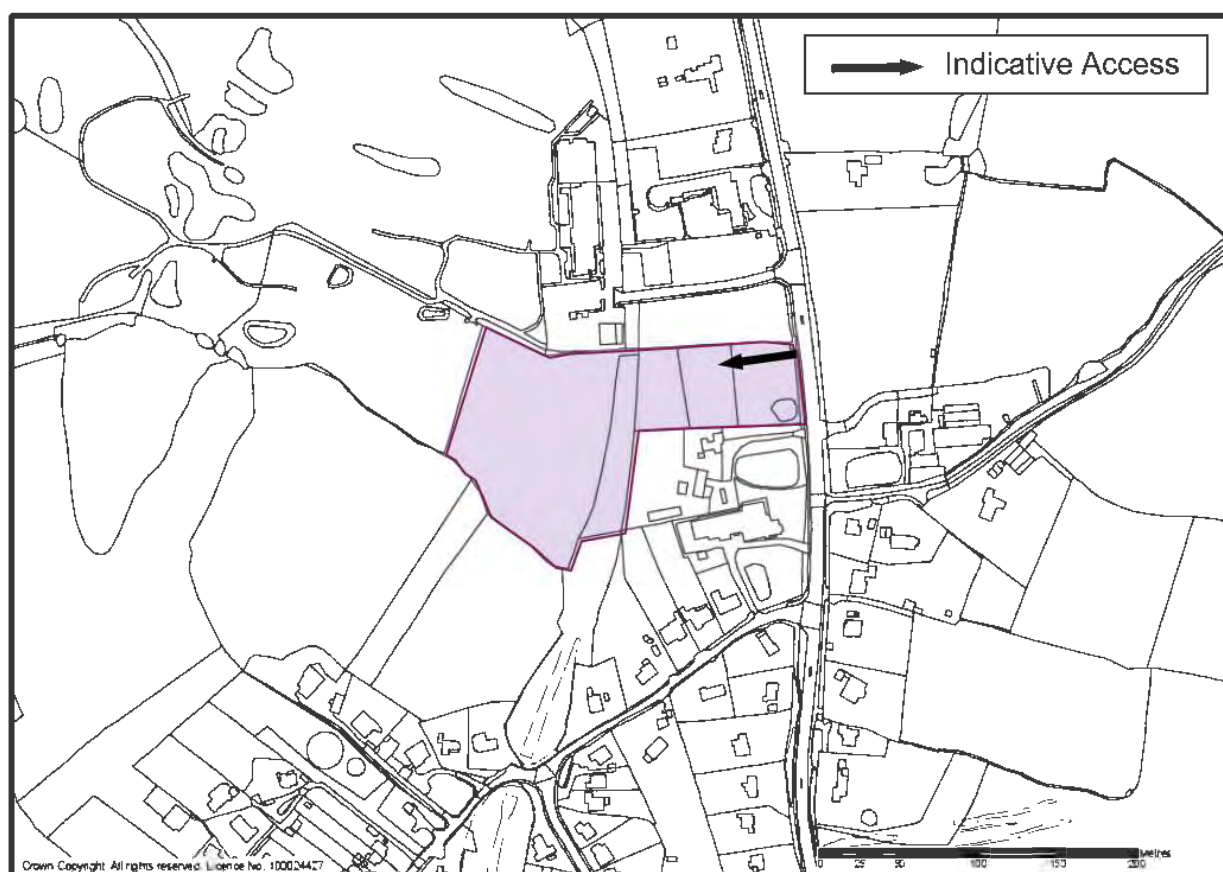 Indicative Access
Crown Copyright. All rights reserved. Licence No. 100024427
Metres
0 25 50 100 150 200